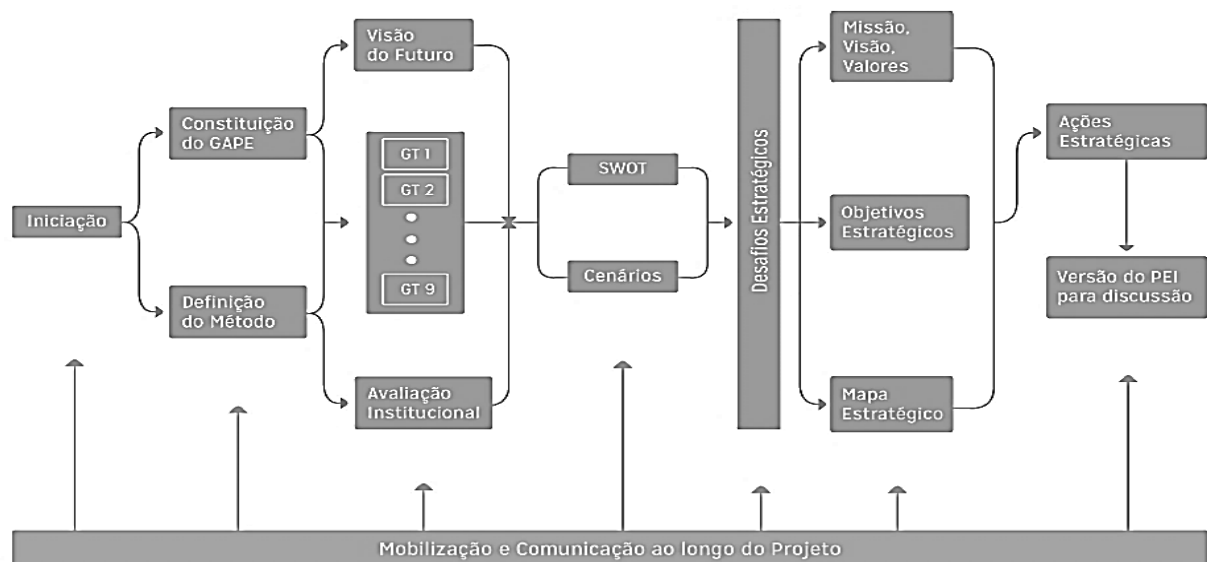 Iniciação
Constituição
do GAPE
Definição
do Método
Visão
do Futuro
GT 1
GT 2
GT 9
Avaliação
Institucional
SWOT
Cenários
Desafios Estratégicos
Missão,
Visão,
Valores
Objetivos
Estratégicos
Mapa
Estratégico
Ações
Estratégicas
Versão do PEI
para discussão
Mobilização e Comunicação ao longo do Projeto